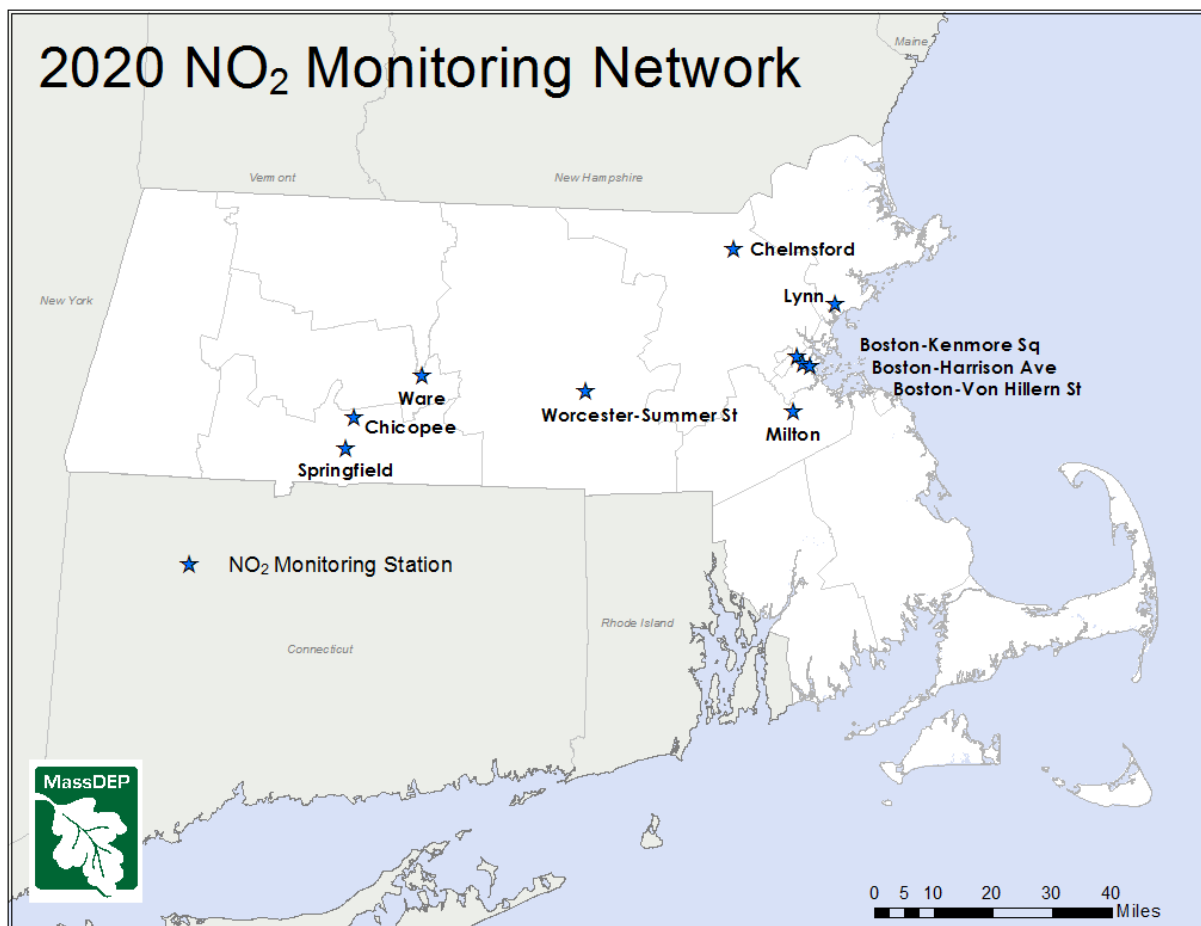 2020 NO₂ Monitoring Network
Maine
Vermont
New Hampshire
New York
Chelmsford
Lynn
Boston-Kenmore Sq
Boston-Harrison Ave
Boston-Von Hillern St
Ware
Chicopee
Worcester-Summer St
Milton
Springfield
NO₂ Monitoring Station
Rhode Island
Connecticut
MassDEP
0 5 10 20 30 40
Miles